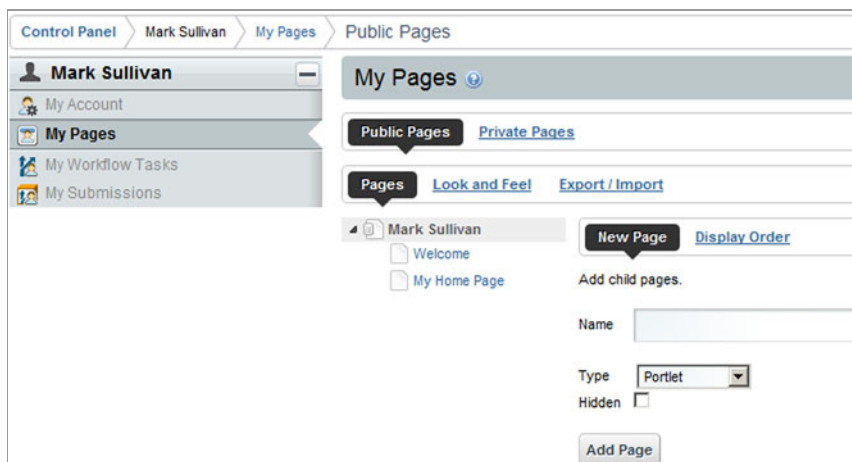 Control Panel Mark Sullivan My Pages Public Pages
Mark Sullivan
My Account
My Pages
My Workflow Tasks
My Submissions
My Pages
Public Pages Private Pages
Pages Look and Feel Export / Import
Mark Sullivan
Welcome
My Home Page
New Page Display Order
Add child pages.
Name
Type Portlet
Hidden
Add Page